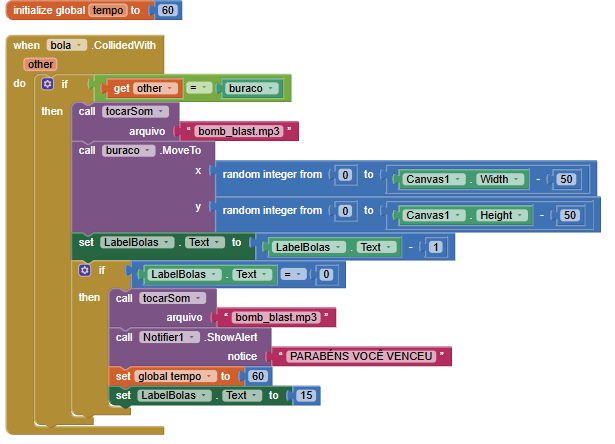 initialize global tempo to 60
when bola .CollidedWith
other
do if get other = buraco
then call tocarSom
arquivo " bomb_blast.mp3 "
call buraco .MoveTo
x random integer from 0 to Canvas1 . Width - 50
y random integer from 0 to Canvas1 . Height - 50
set LabelBolas . Text to LabelBolas . Text - 1
if LabelBolas . Text = 0
then call tocarSom
arquivo " bomb_blast.mp3 "
call Notifier1 .ShowAlert
notice " PARABÉNS VOCÊ VENCEU "
set global tempo to 60
set LabelBolas . Text to 15